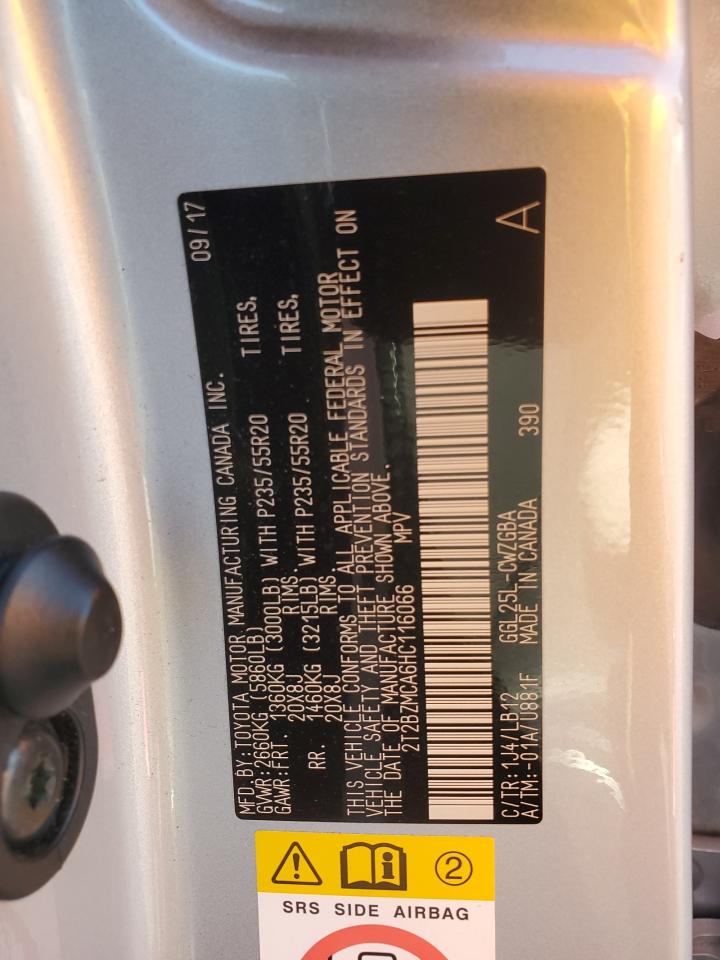 MFD. BY:TOYOTA MOTOR MANUFACTURING CANADA INC. 09/17
GVWR:2660KG (5860LB)
GAWR:FRT. 1360KG (3000LB) WITH P235/55R20 TIRES,
20X8J RIMS
RR. 1460KG (3215LB) WITH P235/55R20 TIRES,
20X8J RIMS
THIS VEHICLE CONFORMS TO ALL APPLICABLE FEDERAL MOTOR
VEHICLE SAFETY AND THEFT PREVENTION STANDARDS IN EFFECT ON
THE DATE OF MANUFACTURE SHOWN ABOVE.
2T2BZMCA6HC116066 MPV
C/TR:1J4/LB12 GGL25L-CWZGBA A
A/TM:-01A/U881F MADE IN CANADA 390
2
SRS SIDE AIRBAG